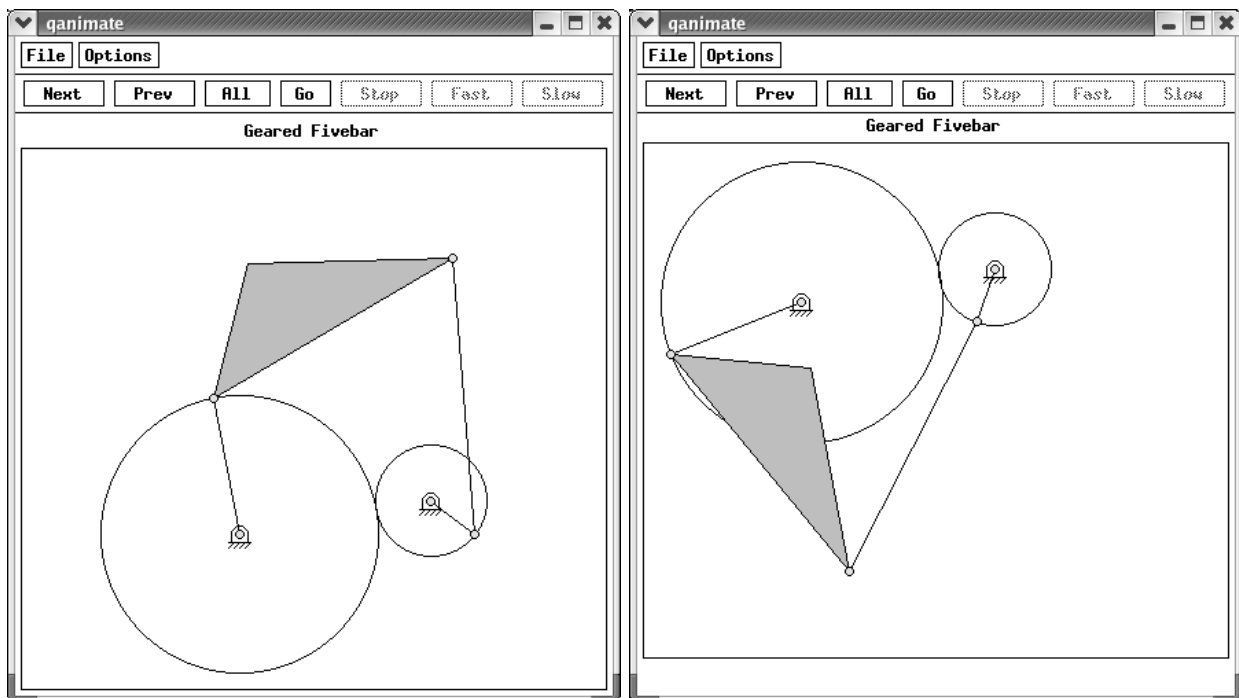 qanimate
File Options
Next Prev All Go Stop Fast Slow
Geared Fivebar
qanimate
File Options
Next Prev All Go Stop Fast Slow
Geared Fivebar